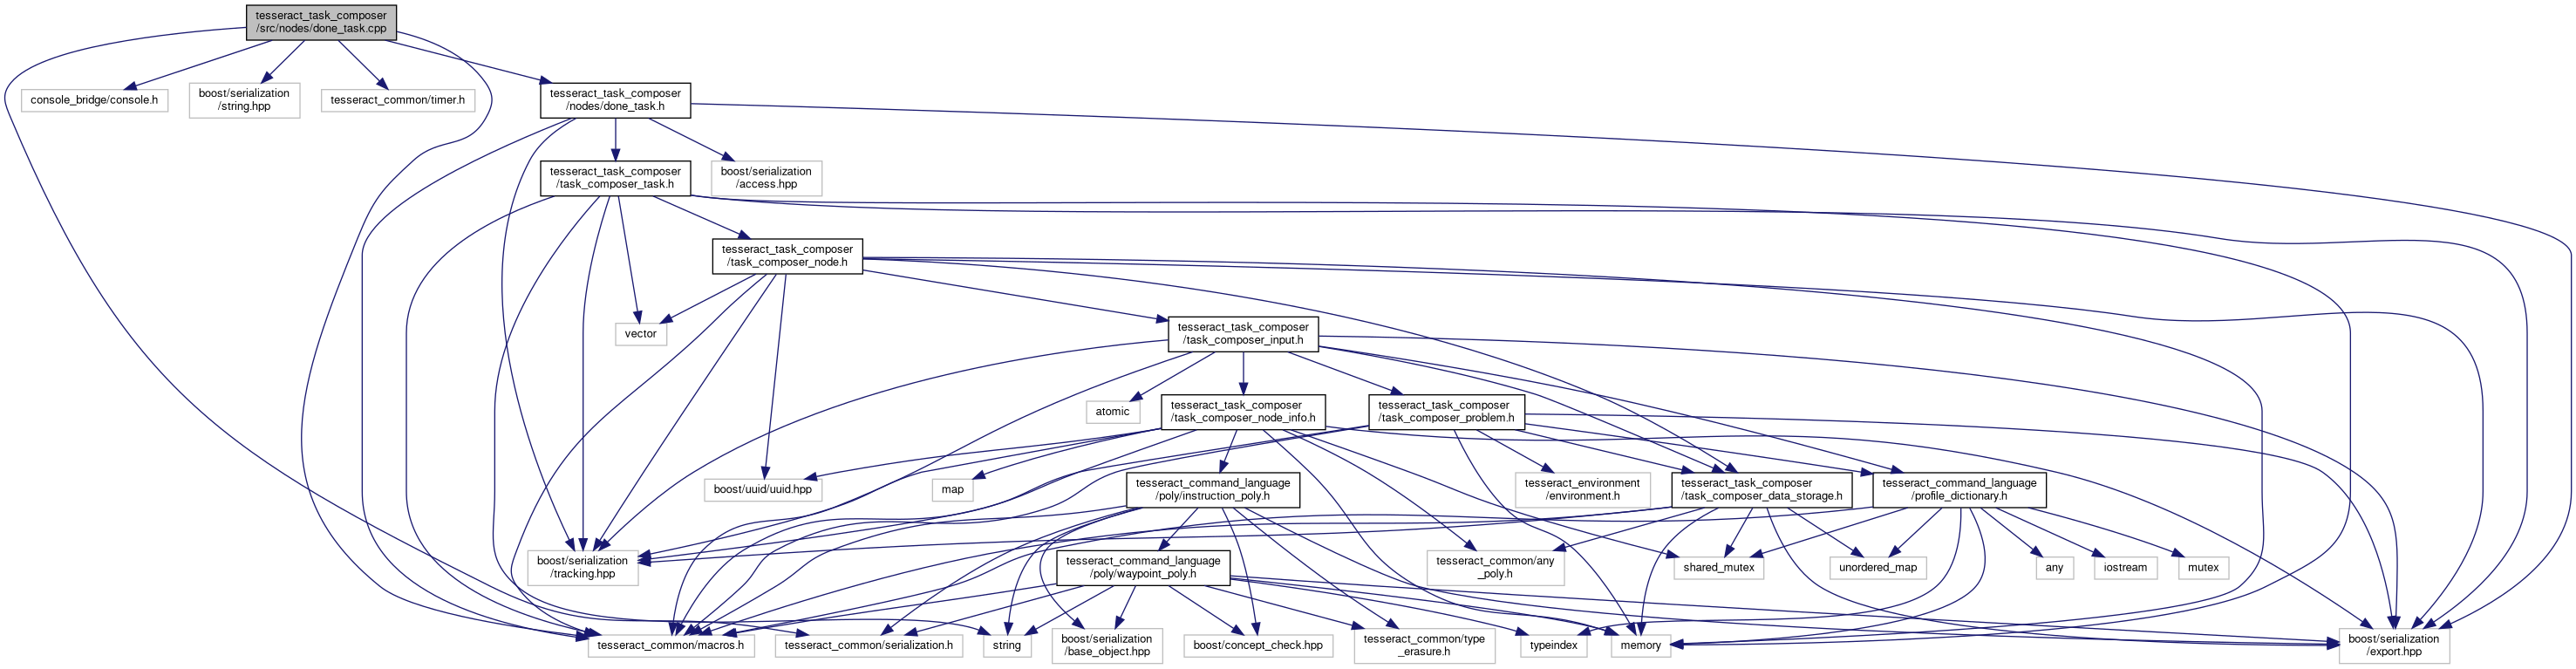 tesseract_task_composer
/src/nodes/done_task.cpp
console_bridge/console.h
boost/serialization
/string.hpp
tesseract_common/timer.h
tesseract_task_composer
/nodes/done_task.h
tesseract_task_composer
/task_composer_task.h
boost/serialization
/access.hpp
tesseract_task_composer
/task_composer_node.h
vector
tesseract_task_composer
/task_composer_input.h
atomic
tesseract_task_composer
/task_composer_node_info.h
tesseract_task_composer
/task_composer_problem.h
boost/uuid/uuid.hpp
map
tesseract_command_language
/poly/instruction_poly.h
tesseract_environment
/environment.h
tesseract_task_composer
/task_composer_data_storage.h
tesseract_command_language
/profile_dictionary.h
boost/serialization
/tracking.hpp
tesseract_command_language
/poly/waypoint_poly.h
tesseract_common/any
_poly.h
shared_mutex
unordered_map
any
iostream
mutex
tesseract_common/macros.h
tesseract_common/serialization.h
string
boost/serialization
/base_object.hpp
boost/concept_check.hpp
tesseract_common/type
_erasure.h
typeindex
memory
boost/serialization
/export.hpp